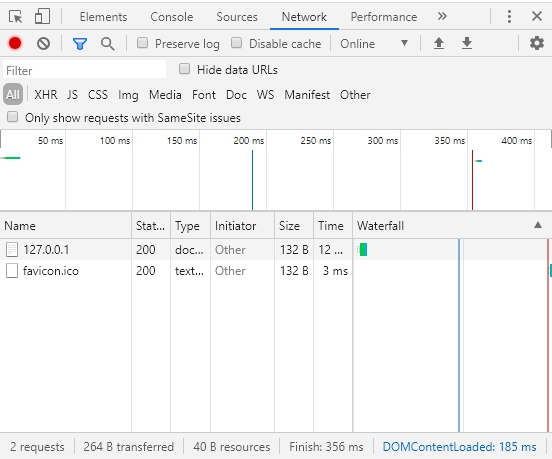 Elements Console Sources Network Performance »
Preserve log Disable cache Online
Filter Hide data URLs
All XHR JS CSS Img Media Font Doc WS Manifest Other
Only show requests with SameSite issues
50 ms 100 ms 150 ms 200 ms 250 ms 300 ms 350 ms 400 ms
Name Stat... Type Initiator Size Time Waterfall
127.0.0.1 200 doc... Other 132 B 12 ...
favicon.ico 200 text... Other 132 B 3 ms
2 requests 264 B transferred 40 B resources Finish: 356 ms DOMContentLoaded: 185 ms